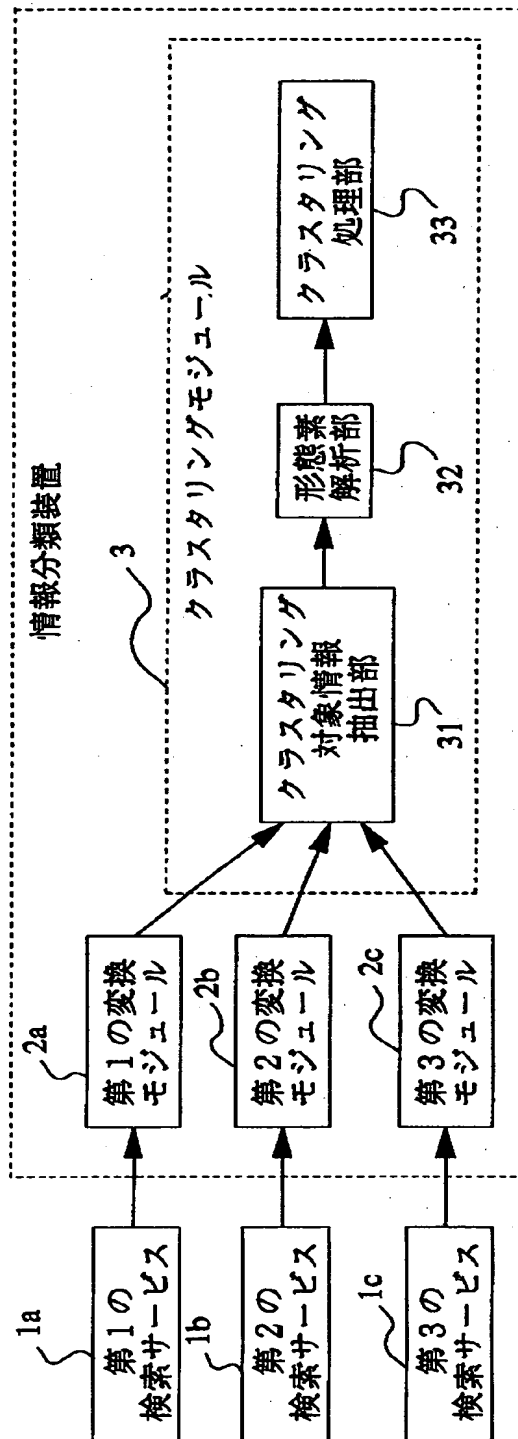 情報分類装置
3
クラスタリングモジュール
1a
第1の
検索サービス
2a
第1の変換
モジュール
1b
第2の
検索サービス
2b
第2の変換
モジュール
1c
第3の
検索サービス
2c
第3の変換
モジュール
クラスタリング
対象情報
抽出部
31
形態素
解析部
32
クラスタリング
処理部
33